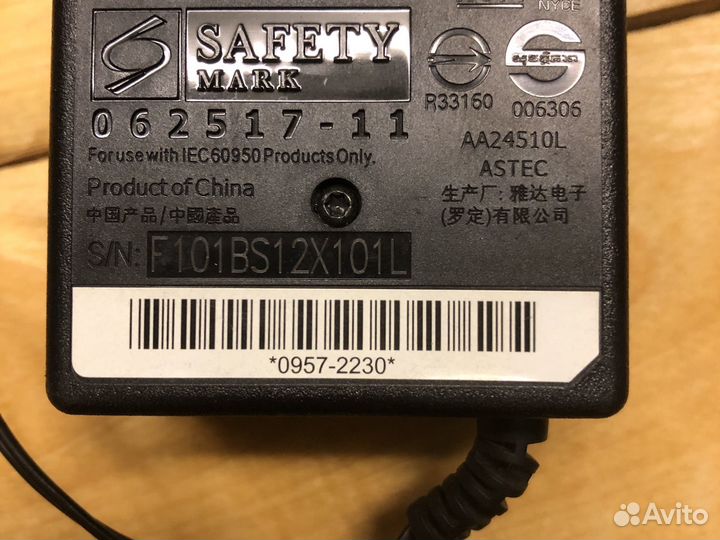 NYCE
SAFETY
MARK
062517-11
R33160
006306
For use with IEC60950 Products Only.
AA24510L
ASTEC
Product of China
中国产品/中國產品
生产厂: 雅达电子
(罗定)有限公司
S/N: F101BS12X101L
*0957-2230*
Avito